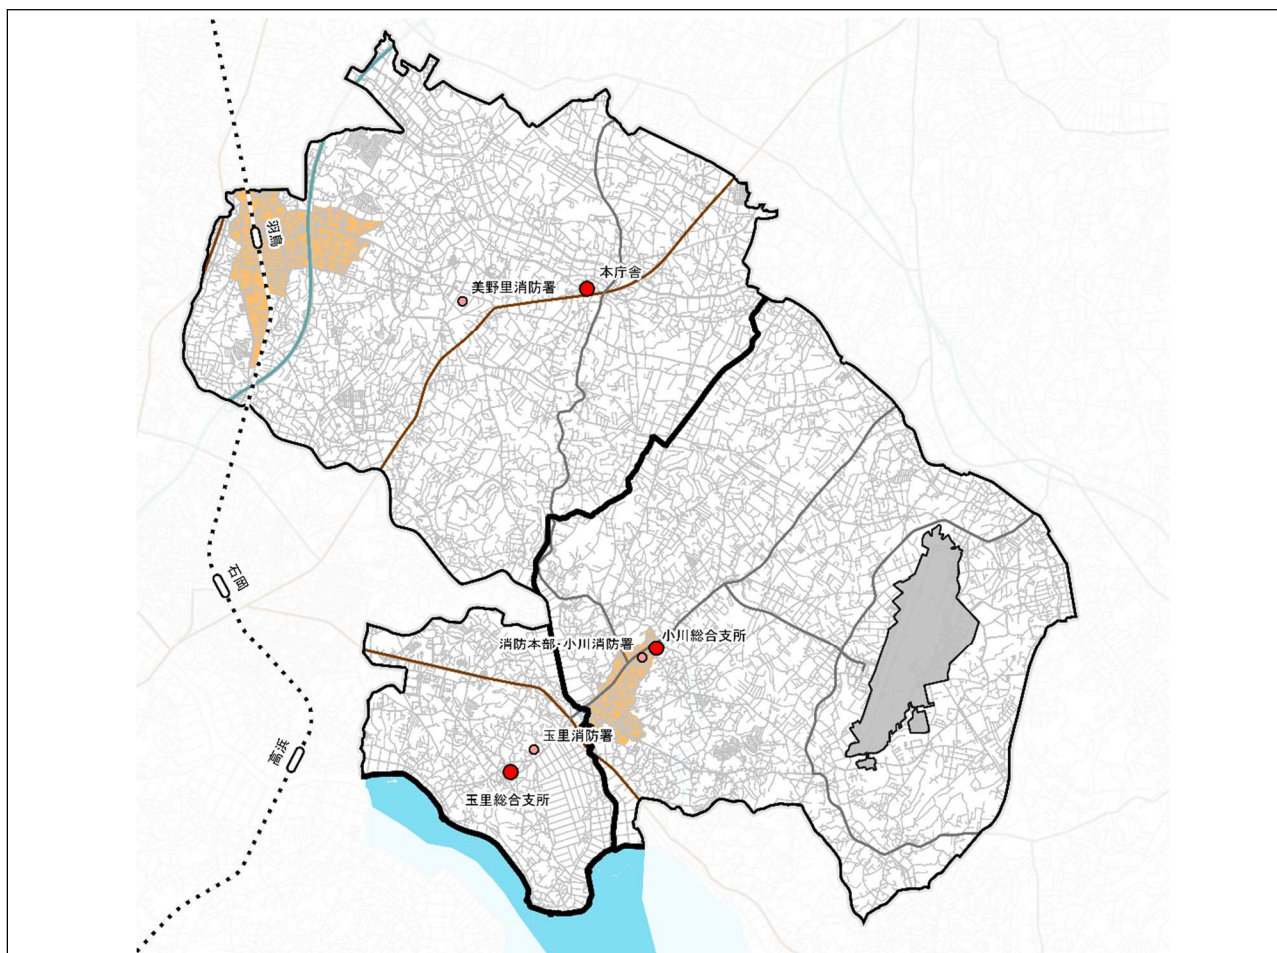 羽鳥
本庁舎
美野里消防署
石岡
小川総合支所
消防本部・小川消防署
玉里消防署
高浜
玉里総合支所